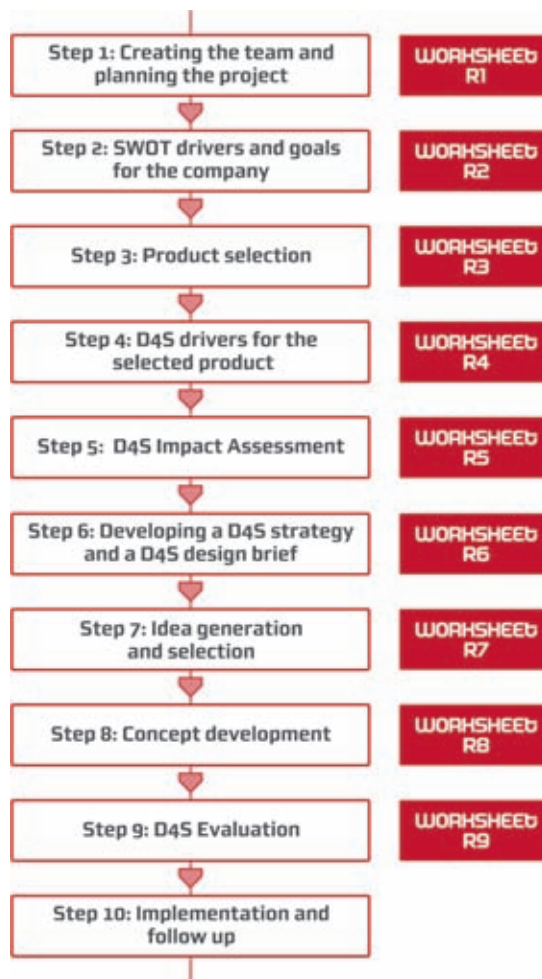 Step 1: Creating the team and
planning the project
WORKSHEET
R1
Step 2: SWOT drivers and goals
for the company
WORKSHEET
R2
Step 3: Product selection
WORKSHEET
R3
Step 4: D4S drivers for the
selected product
WORKSHEET
R4
Step 5: D4S Impact Assessment
WORKSHEET
R5
Step 6: Developing a D4S strategy
and a D4S design brief
WORKSHEET
R6
Step 7: Idea generation
and selection
WORKSHEET
R7
Step 8: Concept development
WORKSHEET
R8
Step 9: D4S Evaluation
WORKSHEET
R9
Step 10: Implementation and
follow up